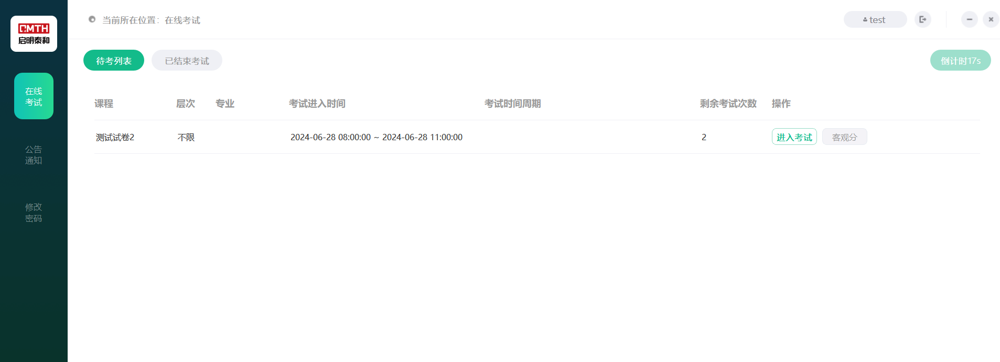 QMTH
启明泰和
当前所在位置：在线考试
test
待考列表
已结束考试
倒计时17s
在线
考试
公告
通知
修改
密码
课程 层次 专业 考试进入时间 考试时间周期 剩余考试次数 操作
测试试卷2 不限 2024-06-28 08:00:00 ~ 2024-06-28 11:00:00 2 进入考试 客观分